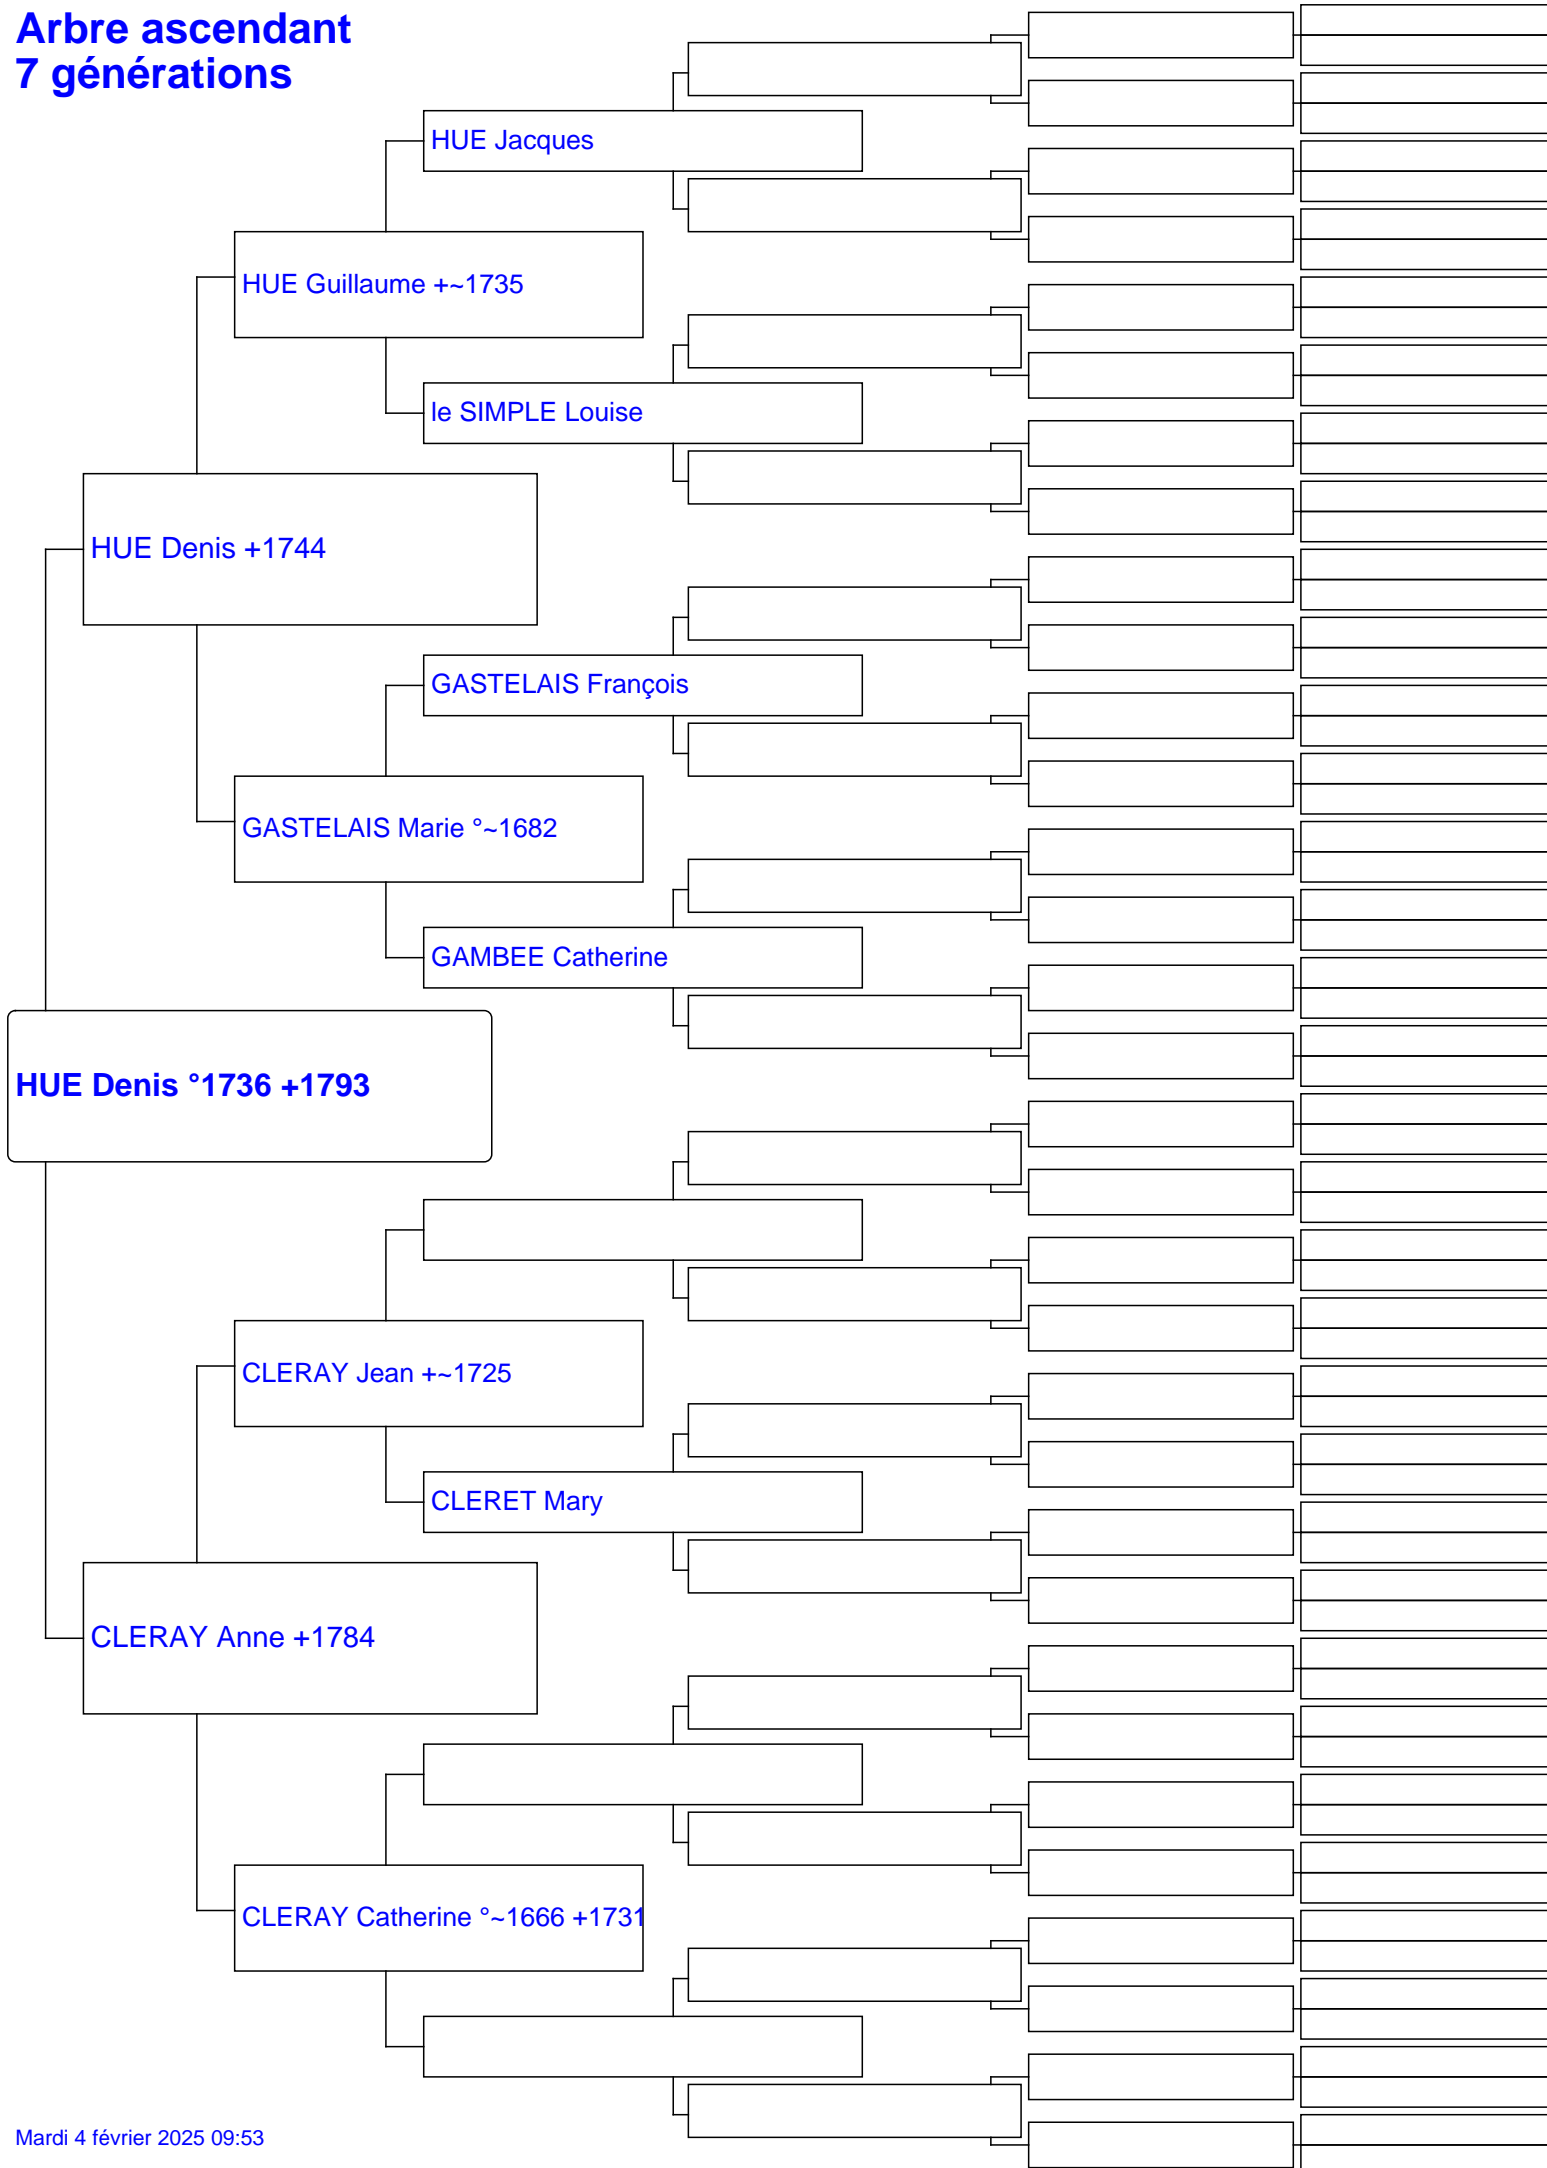 Arbre ascendant
7 générations
HUE Jacques
HUE Guillaume +~1735
le SIMPLE Louise
HUE Denis +1744
GASTELAIS François
GASTELAIS Marie °~1682
GAMBEE Catherine
HUE Denis °1736 +1793
CLERAY Jean +~1725
CLERET Mary
CLERAY Anne +1784
CLERAY Catherine °~1666 +1731
Mardi 4 février 2025 09:53